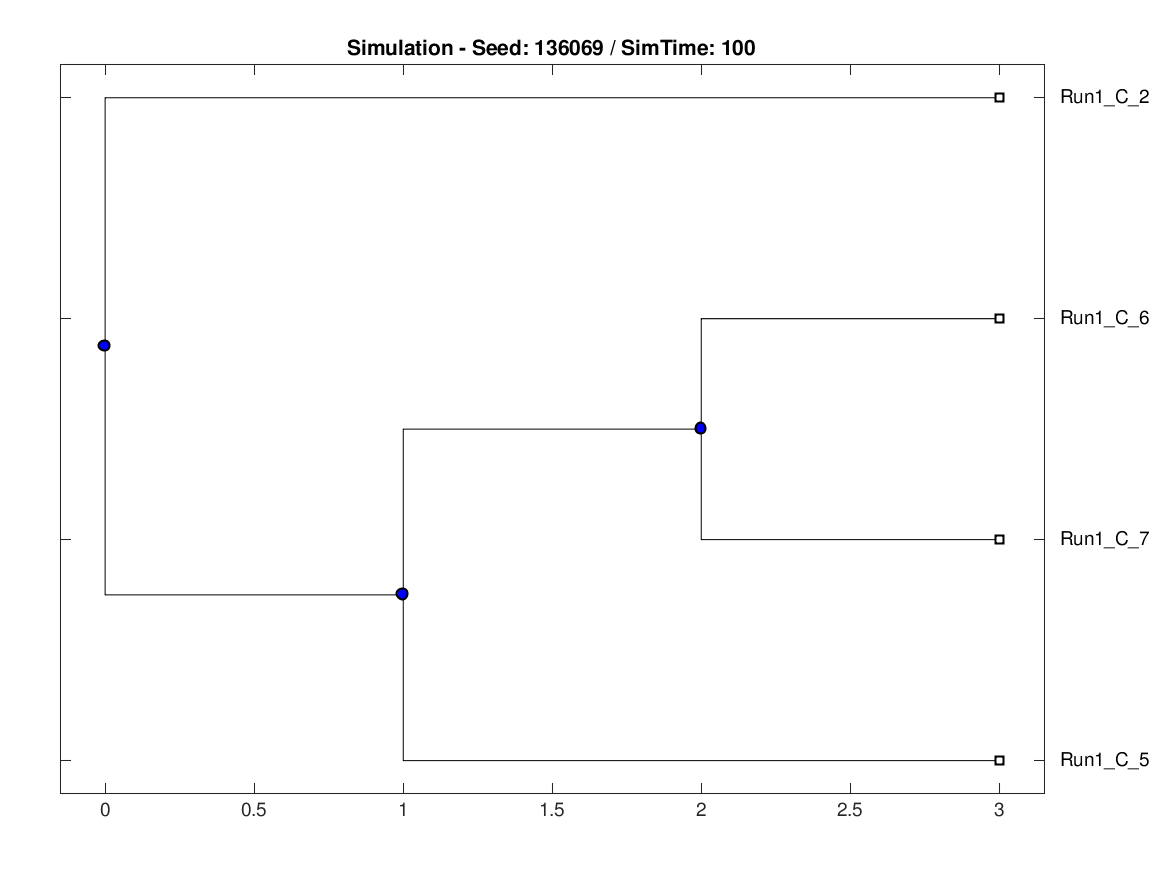 Simulation - Seed: 136069 / SimTime: 100
Run1_C_2
Run1_C_6
Run1_C_7
Run1_C_5
0 0.5 1 1.5 2 2.5 3